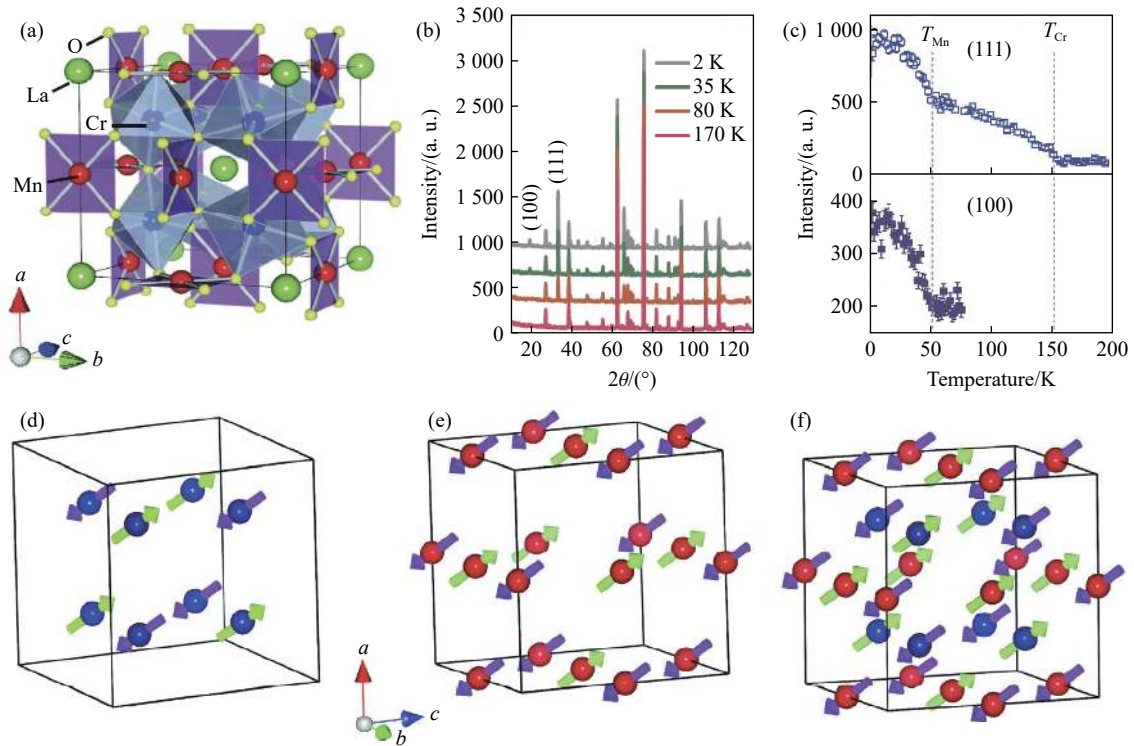 (a)
O
La
Cr
Mn
a
c
b
(b)
3 500
3 000
2 500
2 000
1 500
1 000
500
0
Intensity/(a. u.)
2 K
35 K
80 K
170 K
(100)
(111)
20
40
60
80
100
120
2θ/(°)
(c)
T_Mn
T_Cr
(111)
1 000
500
0
Intensity/(a. u.)
(100)
400
300
200
0
50
100
150
200
Temperature/K
(d)
(e)
(f)
a
c
b